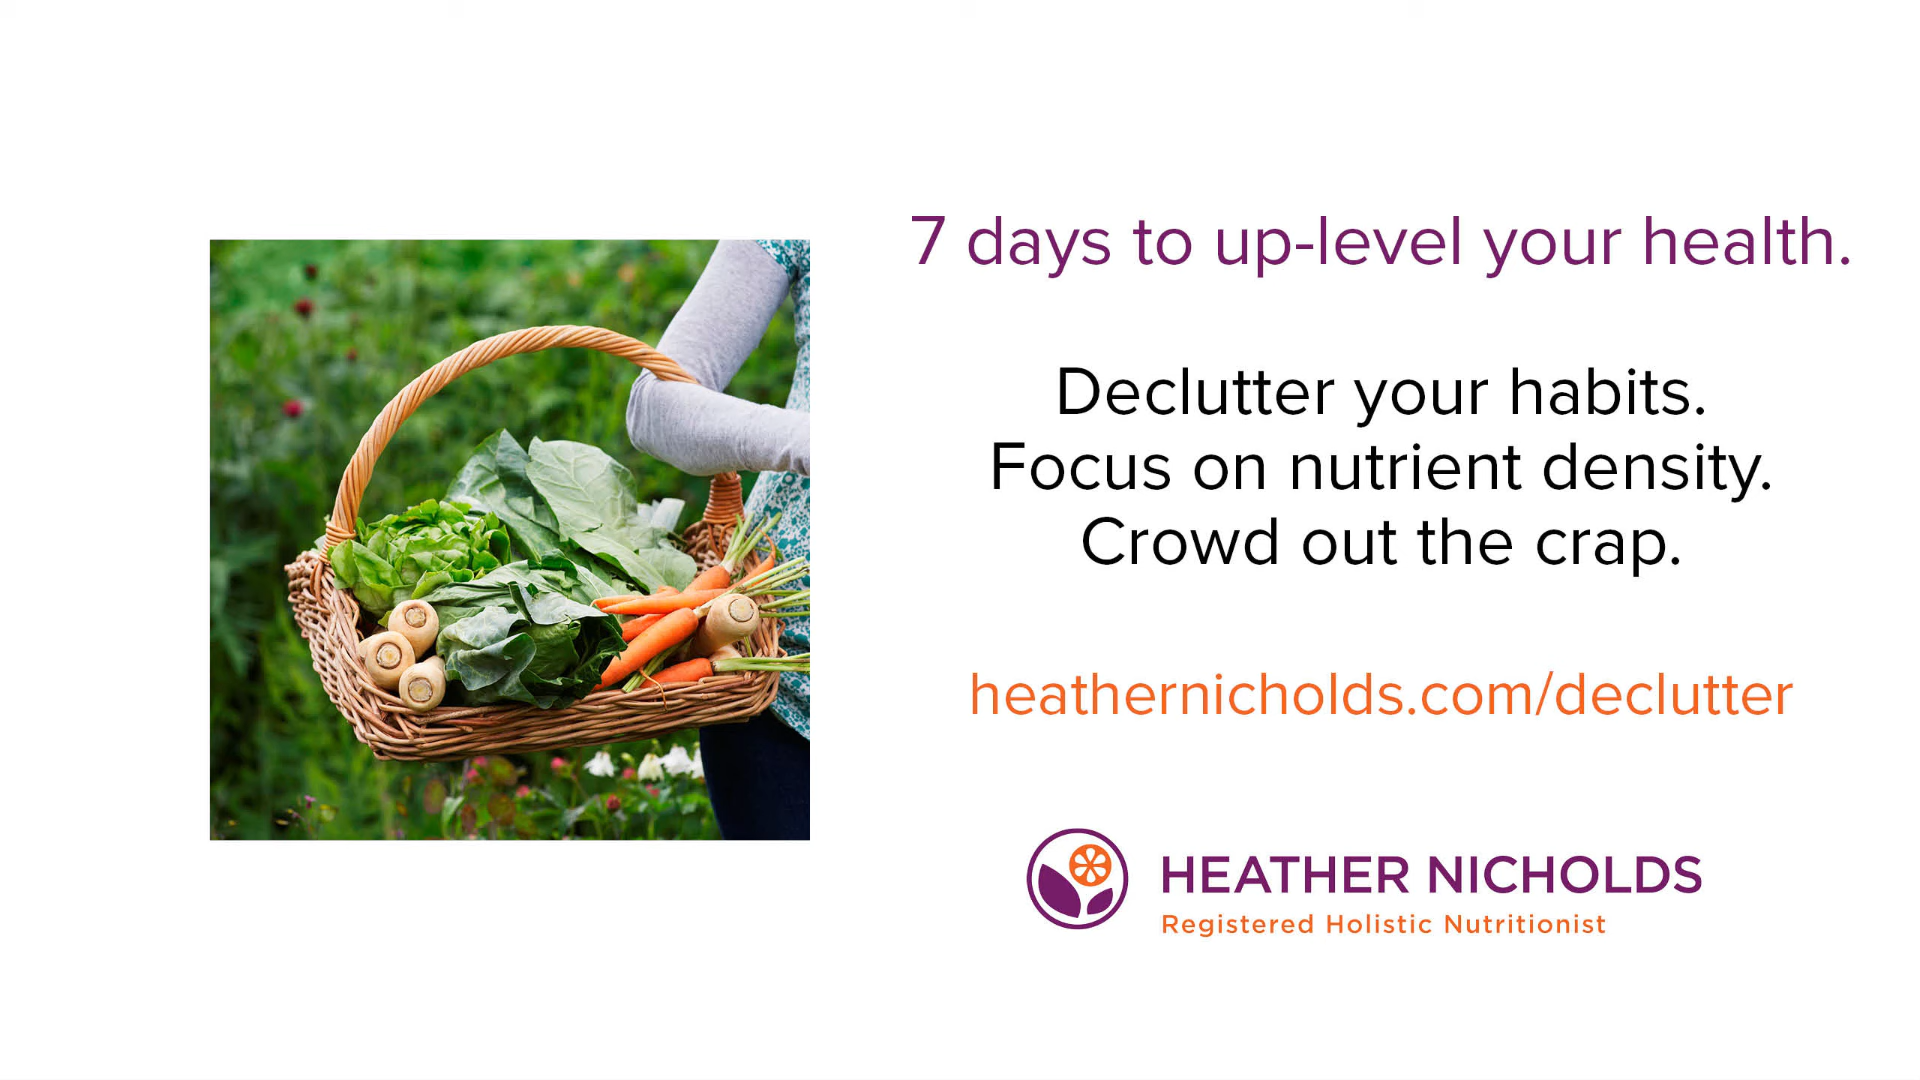 7 days to up-level your health.
Declutter your habits.
Focus on nutrient density.
Crowd out the crap.
heathernicholds.com/declutter
HEATHER NICHOLDS
Registered Holistic Nutritionist